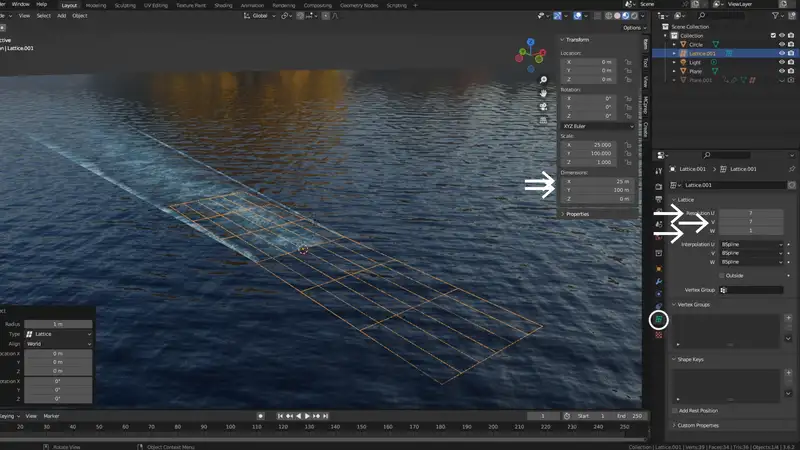 Window Help Layout Modeling Sculpting UV Editing Texture Paint Shading Animation Rendering Compositing Geometry Nodes Scripting + Scene ViewLayer
Select Add Object Global Options
| Lattice.001
Transform
Location:
X 0 m
Y 0 m
Z 0 m
Rotation:
X 0°
Y 0°
Z 0°
XYZ Euler
Scale:
X 25.000
Y 100.000
Z 1.000
Dimensions:
X 25 m
Y 100 m
Z 0 m
Properties
Item
Tool
View
Create
Scene Collection
Collection
Circle
Lattice.001
Light
Plane
Plane.001
Lattice.001 Lattice.001
Lattice.001
Lattice
Resolution U 7
V 7
W 1
Interpolation U BSpline
V BSpline
W BSpline
Outside
Vertex Group
Vertex Groups
Shape Keys
Add Rest Position
Custom Properties
Radius 1 m
Type Lattice
Align World
Location X 0 m
Y 0 m
Z 0 m
Rotation X 0°
Y 0°
Z 0°
Keying View Marker 1 Start 1 End 250
20 30 40 50 60 70 80 90 100 110 120 130 140 150 160 170 180 190 200 210 220 230 240 250
Rotate View Object Context Menu